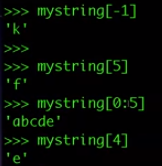 >>> mystring[-1]
'k'
>>>
>>> mystring[5]
'f'
>>> mystring[0:5]
'abcde'
>>> mystring[4]
'e'